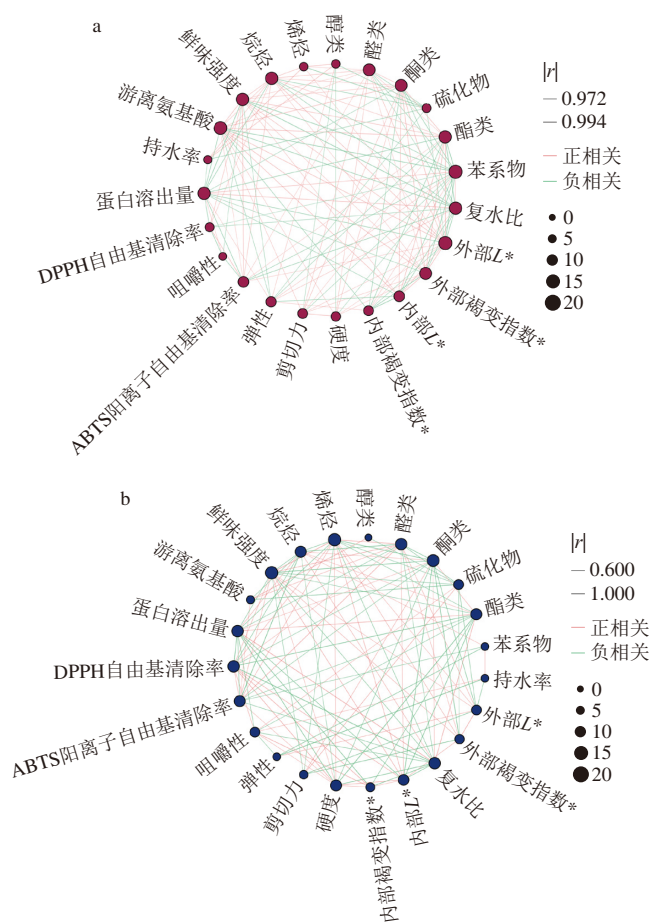 a
醇类
醛类
酮类
硫化物
酯类
苯系物
复水比
外部L*
外部褐变指数*
内部L*
内部褐变指数*
硬度
剪切力
弹性
ABTS阳离子自由基清除率
咀嚼性
DPPH自由基清除率
蛋白溶出量
持水率
游离氨基酸
鲜味强度
烷烃
烯烃
|r|
0.972
0.994
正相关
负相关
0
5
10
15
20
b
醇类
醛类
酮类
硫化物
酯类
苯系物
持水率
外部L*
外部褐变指数*
复水比
内部L*
内部褐变指数*
硬度
剪切力
弹性
咀嚼性
ABTS阳离子自由基清除率
DPPH自由基清除率
蛋白溶出量
游离氨基酸
鲜味强度
烷烃
烯烃
|r|
0.600
1.000
正相关
负相关
0
5
10
15
20